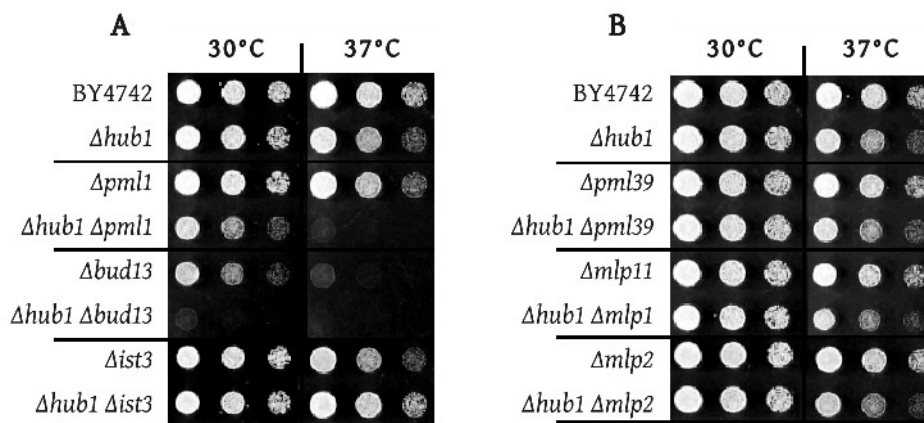 A
30°C 37°C
BY4742
Δhub1
Δpml1
Δhub1 Δpml1
Δbud13
Δhub1 Δbud13
Δist3
Δhub1 Δist3
B
30°C 37°C
BY4742
Δhub1
Δpml39
Δhub1 Δpml39
Δmlp11
Δhub1 Δmlp1
Δmlp2
Δhub1 Δmlp2